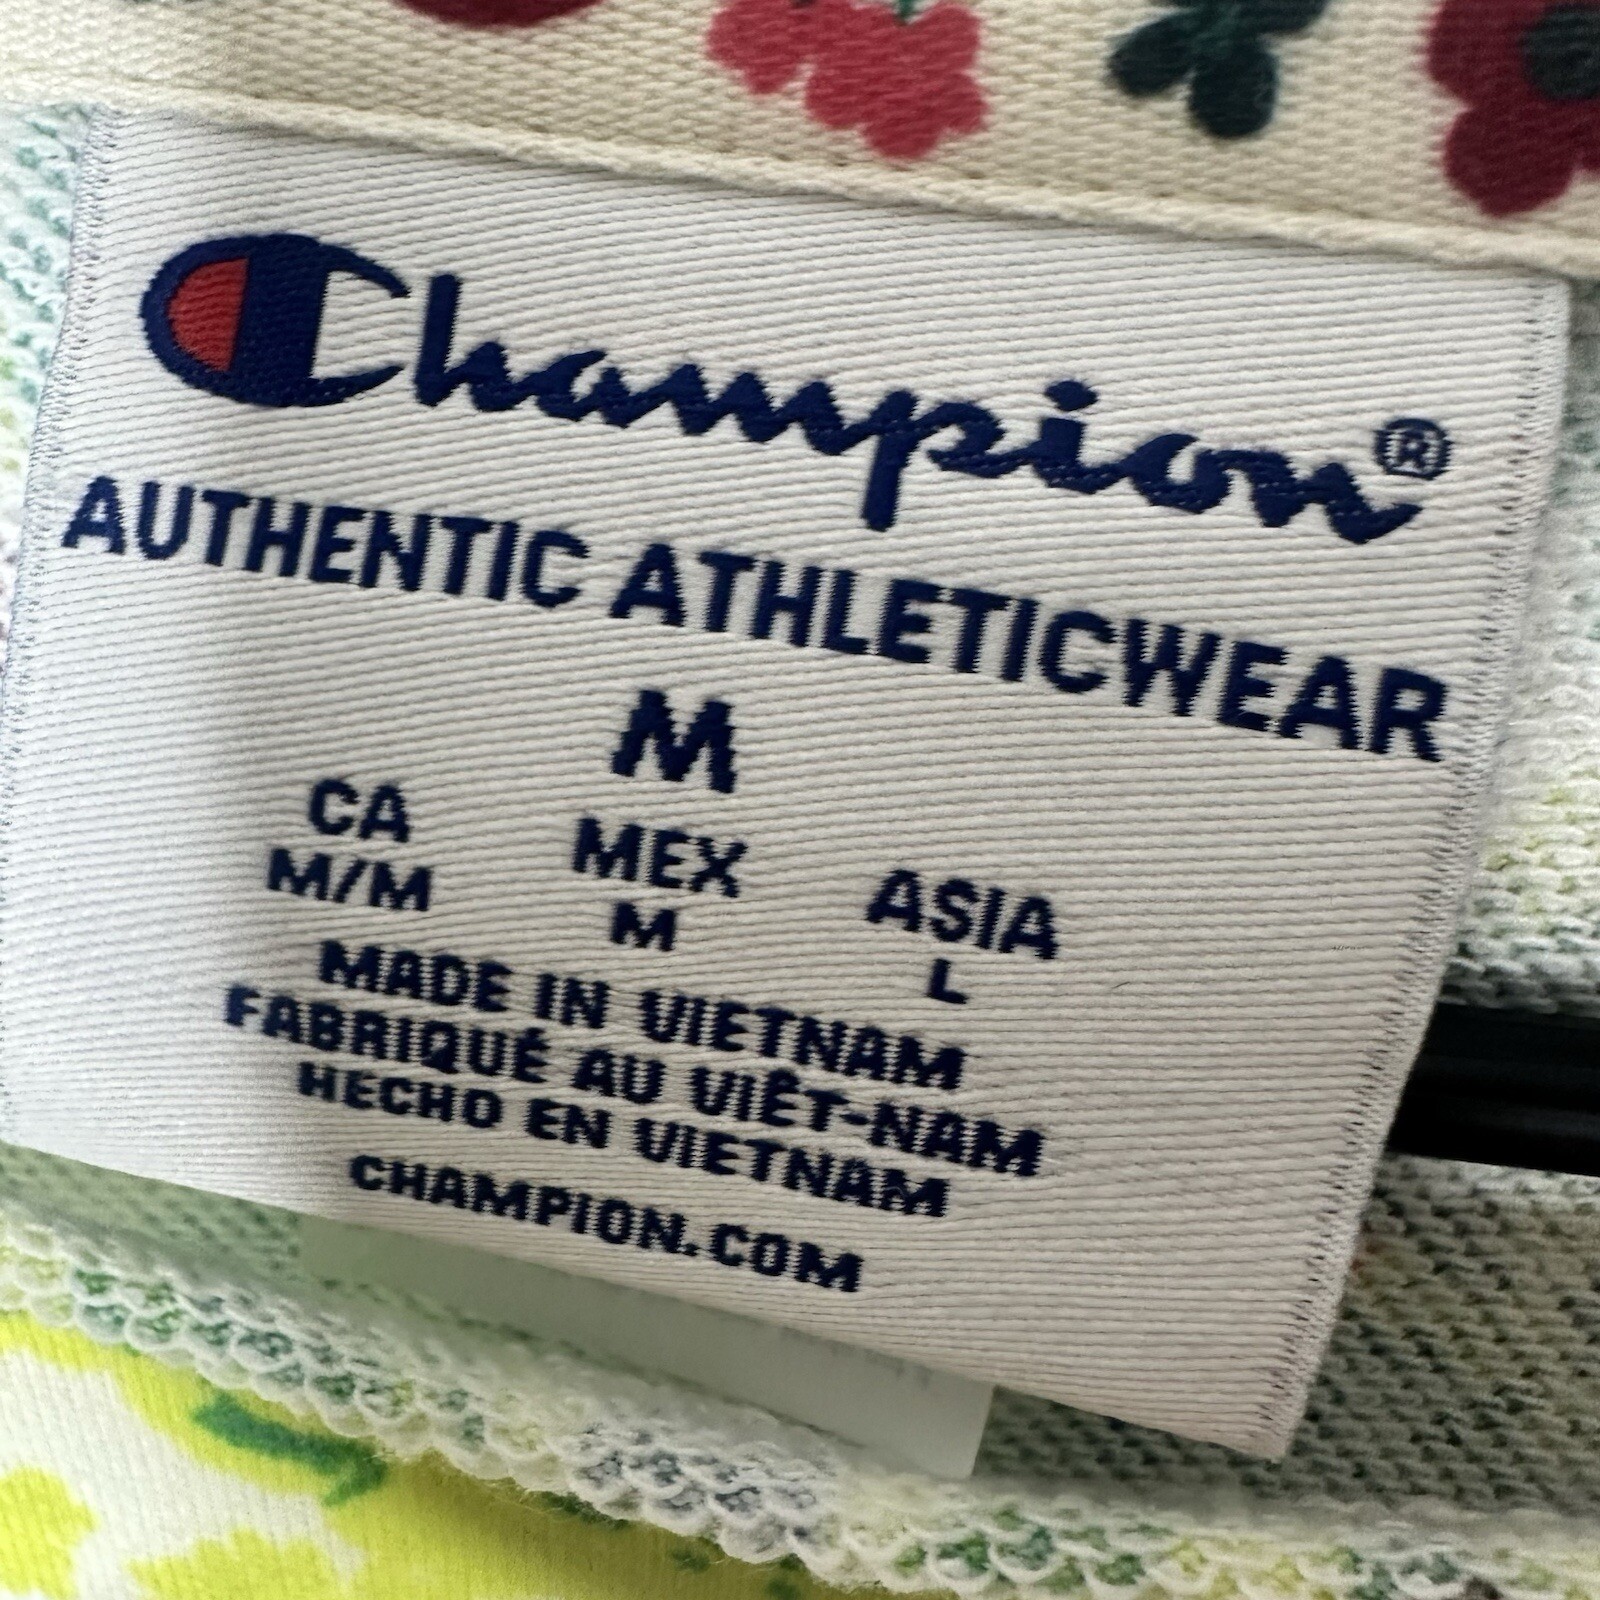 Champion®
AUTHENTIC ATHLETICWEAR
M
CA MEX ASIA
M/M M L
MADE IN VIETNAM
FABRIQUÉ AU VIÊT-NAM
HECHO EN VIETNAM
CHAMPION.COM